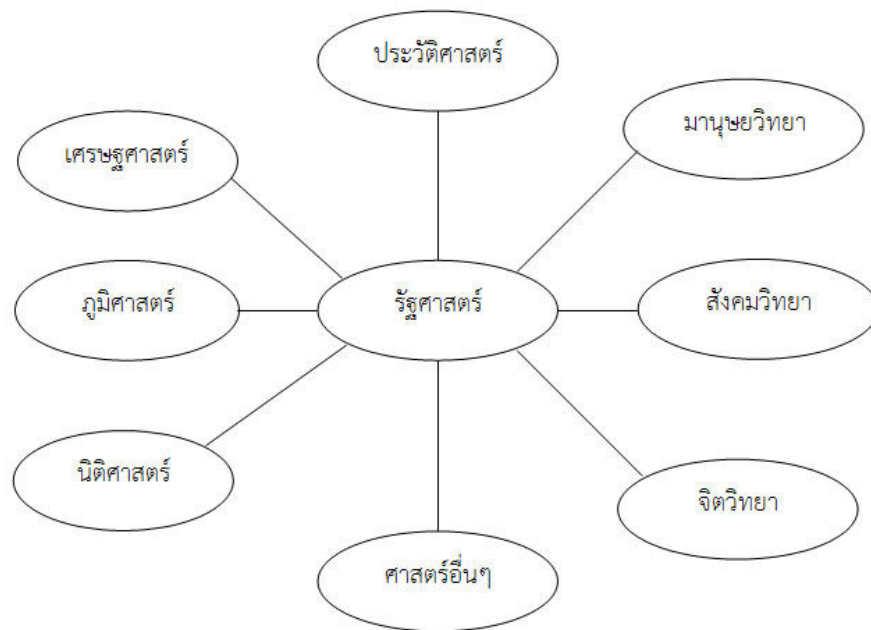 ประวัติศาสตร์
มานุษยวิทยา
เศรษฐศาสตร์
ภูมิศาสตร์
รัฐศาสตร์
สังคมวิทยา
นิติศาสตร์
จิตวิทยา
ศาสตร์อื่นๆ